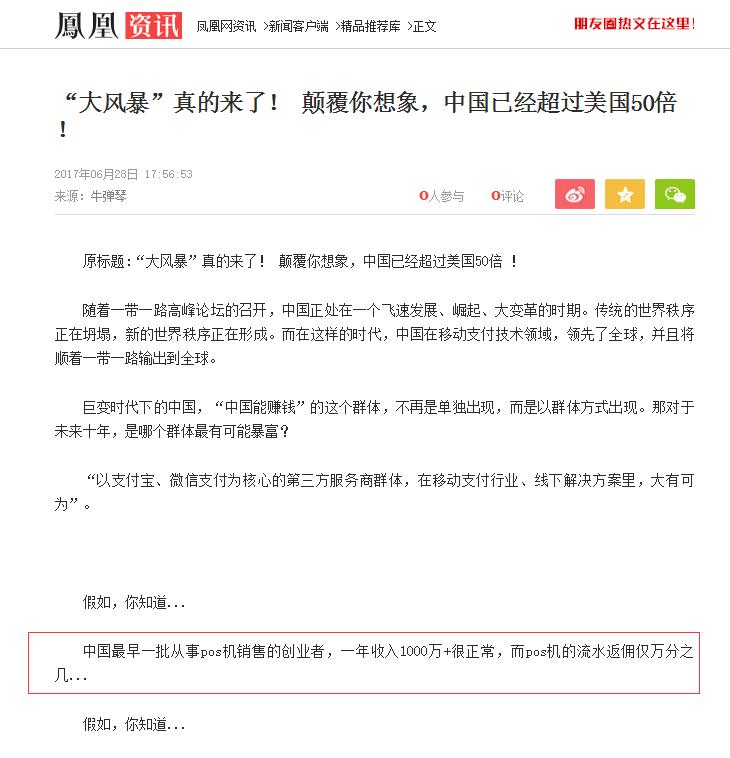 鳳凰 资讯 凤凰网资讯 >新闻客户端 >精品推荐库 >正文 朋友圈热文在这里!
“大风暴”真的来了! 颠覆你想象,中国已经超过美国50倍
!
2017年06月28日 17:56:53
来源:牛弹琴 0人参与 0评论
原标题:“大风暴”真的来了! 颠覆你想象,中国已经超过美国50倍 !
随着一带一路高峰论坛的召开,中国正处在一个飞速发展、崛起、大变革的时期。传统的世界秩序
正在坍塌,新的世界秩序正在形成。而在这样的时代,中国在移动支付技术领域,领先了全球,并且将
顺着一带一路输出到全球。
巨变时代下的中国,“中国能赚钱”的这个群体,不再是单独出现,而是以群体方式出现。那对于
未来十年,是哪个群体最有可能暴富?
“以支付宝、微信支付为核心的第三方服务商群体,在移动支付行业、线下解决方案里,大有可
为”。
假如,你知道...
中国最早一批从事pos机销售的创业者,一年收入1000万+很正常,而pos机的流水返佣仅万分之
几...
假如,你知道...